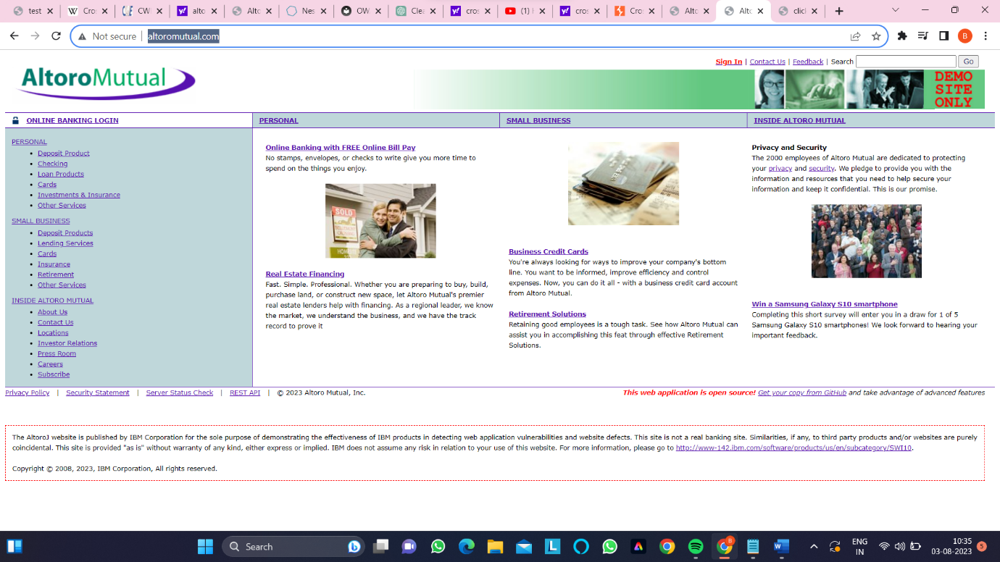 test
Cros
CW
alto
Alto
Nes
OW
Clea
cros
(1)
cros
Cros
Alto
Alto
clic
Not secure | altoromutual.com
B
Sign In | Contact Us | Feedback | Search Go
AltoroMutual
DEMO
SITE
ONLY
ONLINE BANKING LOGIN
PERSONAL
SMALL BUSINESS
INSIDE ALTORO MUTUAL
PERSONAL
• Deposit Product
• Checking
• Loan Products
• Cards
• Investments & Insurance
• Other Services
SMALL BUSINESS
• Deposit Products
• Lending Services
• Cards
• Insurance
• Retirement
• Other Services
INSIDE ALTORO MUTUAL
• About Us
• Contact Us
• Locations
• Investor Relations
• Press Room
• Careers
• Subscribe
Online Banking with FREE Online Bill Pay
No stamps, envelopes, or checks to write give you more time to
spend on the things you enjoy.
SOLD
Real Estate Financing
Fast. Simple. Professional. Whether you are preparing to buy, build,
purchase land, or construct new space, let Altoro Mutual's premier
real estate lenders help with financing. As a regional leader, we know
the market, we understand the business, and we have the track
record to prove it
Business Credit Cards
You're always looking for ways to improve your company's bottom
line. You want to be informed, improve efficiency and control
expenses. Now, you can do it all - with a business credit card account
from Altoro Mutual.
Retirement Solutions
Retaining good employees is a tough task. See how Altoro Mutual can
assist you in accomplishing this feat through effective Retirement
Solutions.
Privacy and Security
The 2000 employees of Altoro Mutual are dedicated to protecting
your privacy and security. We pledge to provide you with the
information and resources that you need to help secure your
information and keep it confidential. This is our promise.
Win a Samsung Galaxy S10 smartphone
Completing this short survey will enter you in a draw for 1 of 5
Samsung Galaxy S10 smartphones! We look forward to hearing your
important feedback.
Privacy Policy | Security Statement | Server Status Check | REST API | © 2023 Altoro Mutual, Inc.
This web application is open source! Get your copy from GitHub and take advantage of advanced features
The AltoroJ website is published by IBM Corporation for the sole purpose of demonstrating the effectiveness of IBM products in detecting web application vulnerabilities and website defects. This site is not a real banking site. Similarities, if any, to third party products and/or websites are purely
coincidental. This site is provided "as is" without warranty of any kind, either express or implied. IBM does not assume any risk in relation to your use of this website. For more information, please go to http://www-142.ibm.com/software/products/us/en/subcategory/SWI10.
Copyright © 2008, 2023, IBM Corporation, All rights reserved.
Search
ENG
IN
10:35
03-08-2023
5